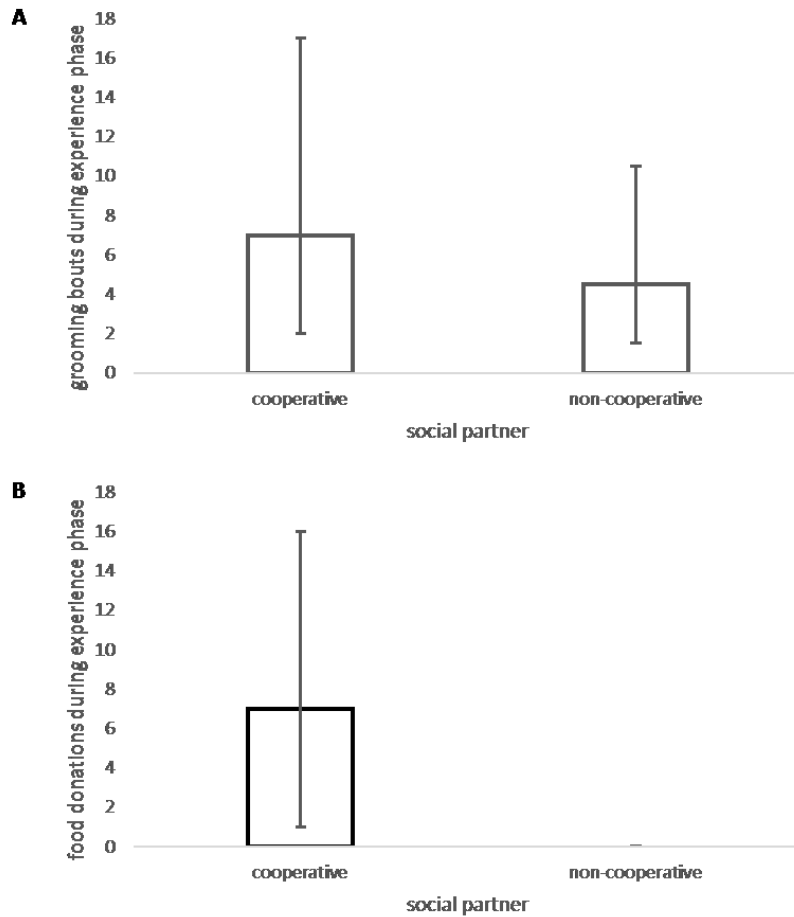 A
grooming bouts during experience phase
18
16
14
12
10
8
6
4
2
0
cooperative non-cooperative
social partner
B
food donations during experience phase
18
16
14
12
10
8
6
4
2
0
cooperative non-cooperative
social partner